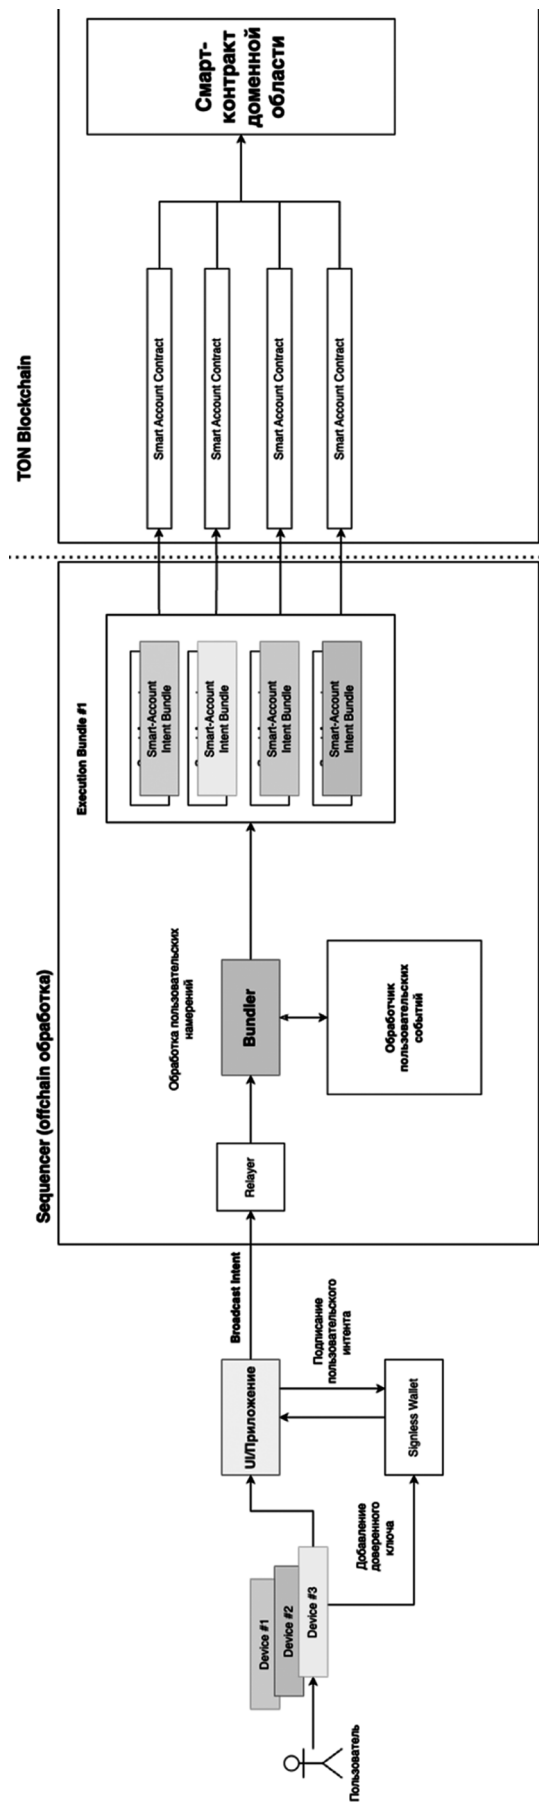 Пользователь
Device #1
Device #2
Device #3
Добавление
доверенного
ключа
UI/Приложение
Signless Wallet
Подписание
пользовательского
интента
Broadcast Intent
Sequencer (offchain обработка)
Relayer
Обработка пользовательских
намерений
Bundler
Обработчик
пользовательских
событий
Execution Bundle #1
Smart-Account
Intent Bundle
Smart-Account
Intent Bundle
Smart-Account
Intent Bundle
Smart-Account
Intent Bundle
TON Blockchain
Smart Account Contract
Smart Account Contract
Smart Account Contract
Smart Account Contract
Смарт-
контракт
доменной
области